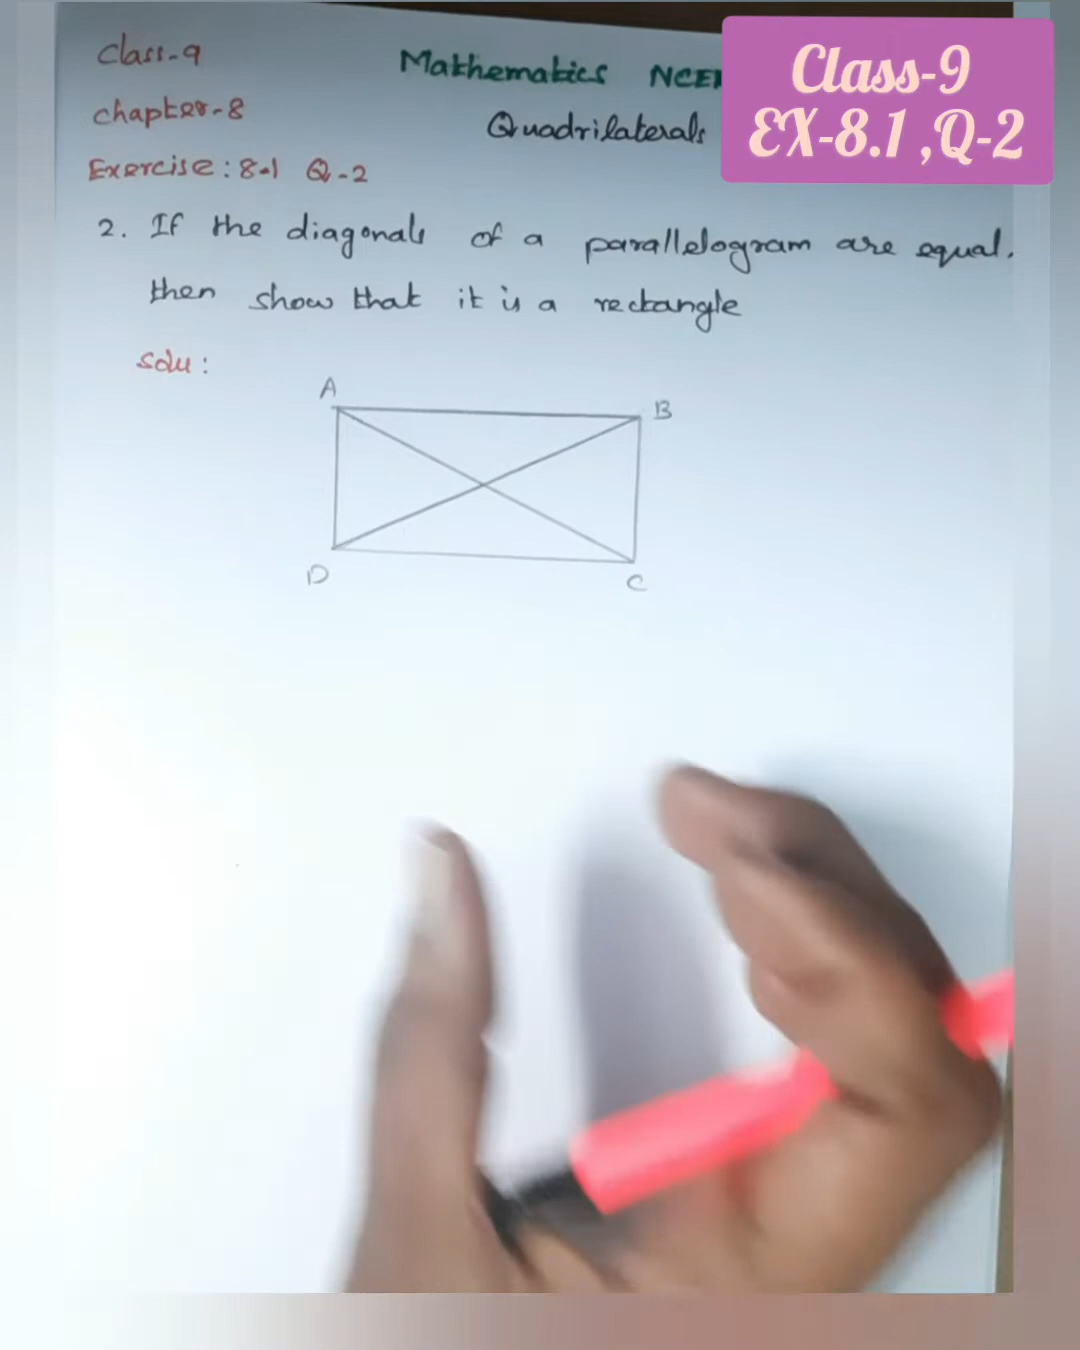 Class-9
Mathematics NCE
Class-9
EX-8.1 ,Q-2
chapter-8
Quadrilaterals
Exercise: 8.1 Q-2
2. If the diagonals of a parallelogram are equal.
then show that it is a rectangle
Solu:
A
B
D
C